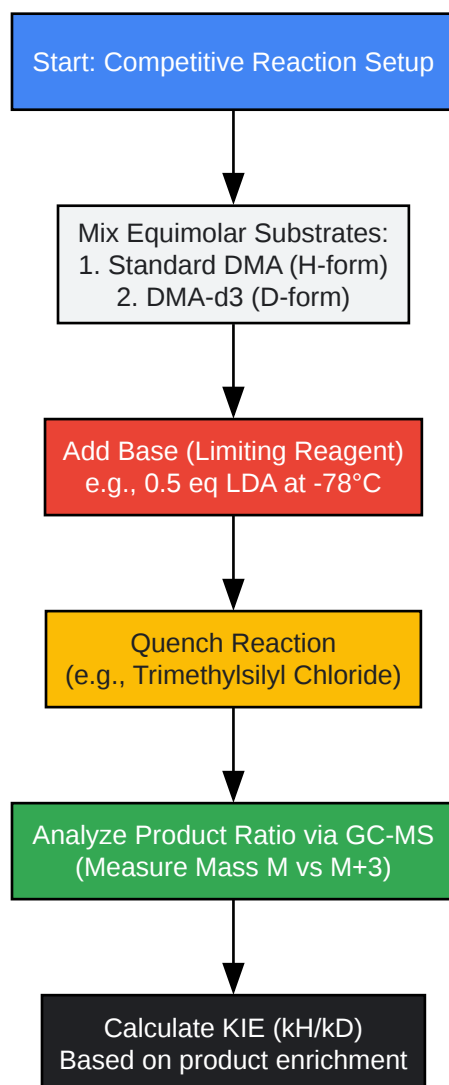 Start: Competitive Reaction Setup
Mix Equimolar Substrates:
1. Standard DMA (H-form)
2. DMA-d3 (D-form)
Add Base (Limiting Reagent)
e.g., 0.5 eq LDA at -78°C
Quench Reaction
(e.g., Trimethylsilyl Chloride)
Analyze Product Ratio via GC-MS
(Measure Mass M vs M+3)
Calculate KIE (kH/kD)
Based on product enrichment